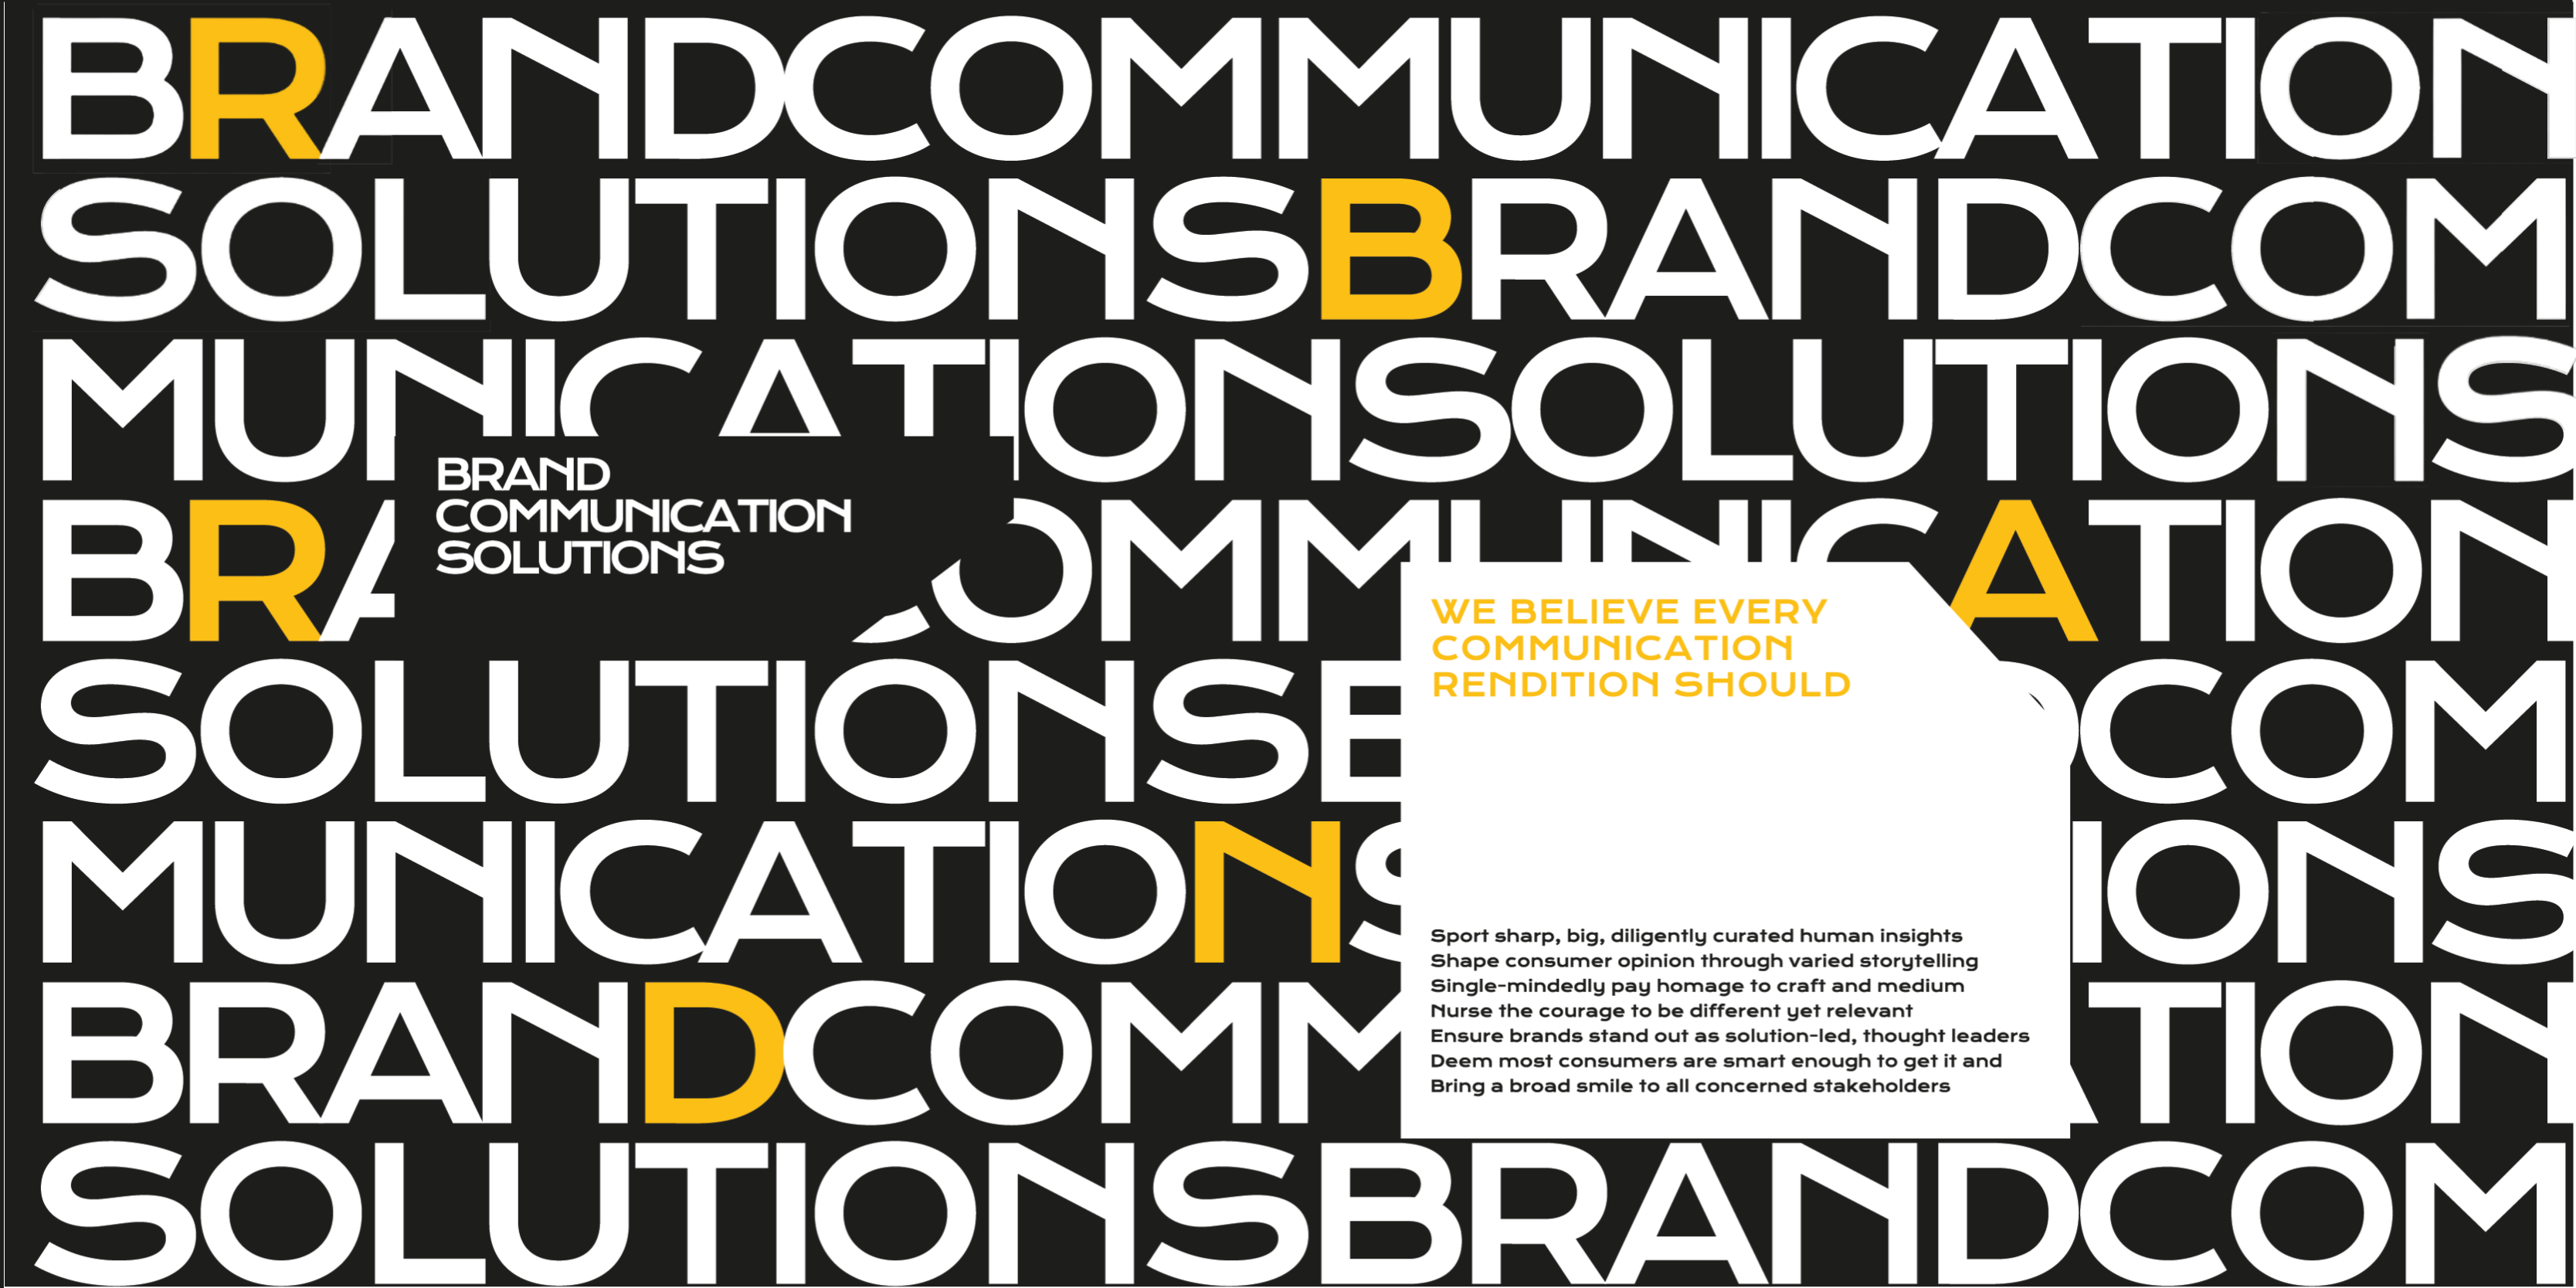 BRANDCOMMUNICATION
SOLUTIONSBRANDCOM
MUNICATIONSOLUTIONS
BRAND
COMMUNICATION
SOLUTIONS
BRA COMMUNICATION
SOLUTIONSB COM
MUNICATIONS IONS
BRANDCOMM TION
SOLUTIONSBRANDCOM
WE BELIEVE EVERY
COMMUNICATION
RENDITION SHOULD
Sport sharp, big, diligently curated human insights
Shape consumer opinion through varied storytelling
Single-mindedly pay homage to craft and medium
Nurse the courage to be different yet relevant
Ensure brands stand out as solution-led, thought leaders
Deem most consumers are smart enough to get it and
Bring a broad smile to all concerned stakeholders